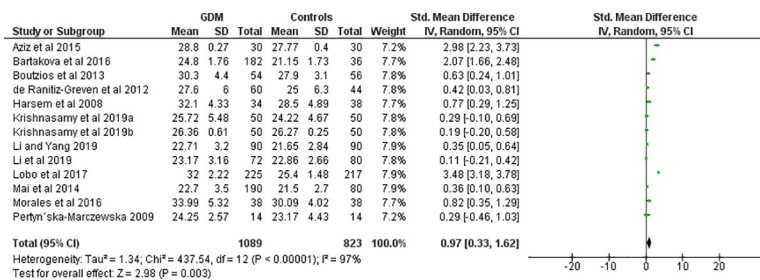 GDM Controls Std. Mean Difference Std. Mean Difference
Study or Subgroup Mean SD Total Mean SD Total Weight IV, Random, 95% CI IV, Random, 95% CI
Aziz et al 2015 28.8 0.27 30 27.77 0.4 30 7.2% 2.98 [2.23, 3.73]
Bartakova et al 2016 24.8 1.76 182 21.15 1.73 36 7.7% 2.07 [1.66, 2.48]
Boutzios et al 2013 30.3 4.4 54 27.9 3.1 56 7.8% 0.63 [0.24, 1.01]
de Ranitiz-Greven et al 2012 27.6 6 60 25 6.3 44 7.8% 0.42 [0.03, 0.81]
Harsem et al 2008 32.1 4.33 34 28.5 4.89 38 7.6% 0.77 [0.29, 1.25]
Krishnasamy et al 2019a 25.72 5.48 50 24.22 4.67 50 7.7% 0.29 [-0.10, 0.69]
Krishnasamy et al 2019b 26.36 0.61 50 26.27 0.25 50 7.7% 0.19 [-0.20, 0.58]
Li and Yang 2019 22.71 3.2 90 21.65 2.84 90 7.9% 0.35 [0.05, 0.64]
Li et al 2019 23.17 3.16 72 22.86 2.66 80 7.8% 0.11 [-0.21, 0.42]
Lobo et al 2017 32 2.22 225 25.4 1.48 217 7.8% 3.48 [3.18, 3.77]
Mai et al 2014 22.7 3.5 190 21.5 2.7 80 7.9% 0.36 [0.10, 0.63]
Morales et al 2016 33.99 5.32 38 30.09 4.02 38 7.6% 0.82 [0.35, 1.29]
Pertyn´ska-Marczewska 2009 24.25 2.57 14 23.17 4.43 14 7.2% 0.29 [-0.46, 1.03]
Total (95% CI) 1089 823 100.0% 0.97 [0.33, 1.62]
Heterogeneity: Tau² = 1.34; Chi² = 437.54, df = 12 (P < 0.00001); I² = 97%
Test for overall effect: Z = 2.98 (P = 0.003)
-20 -10 0 10 20